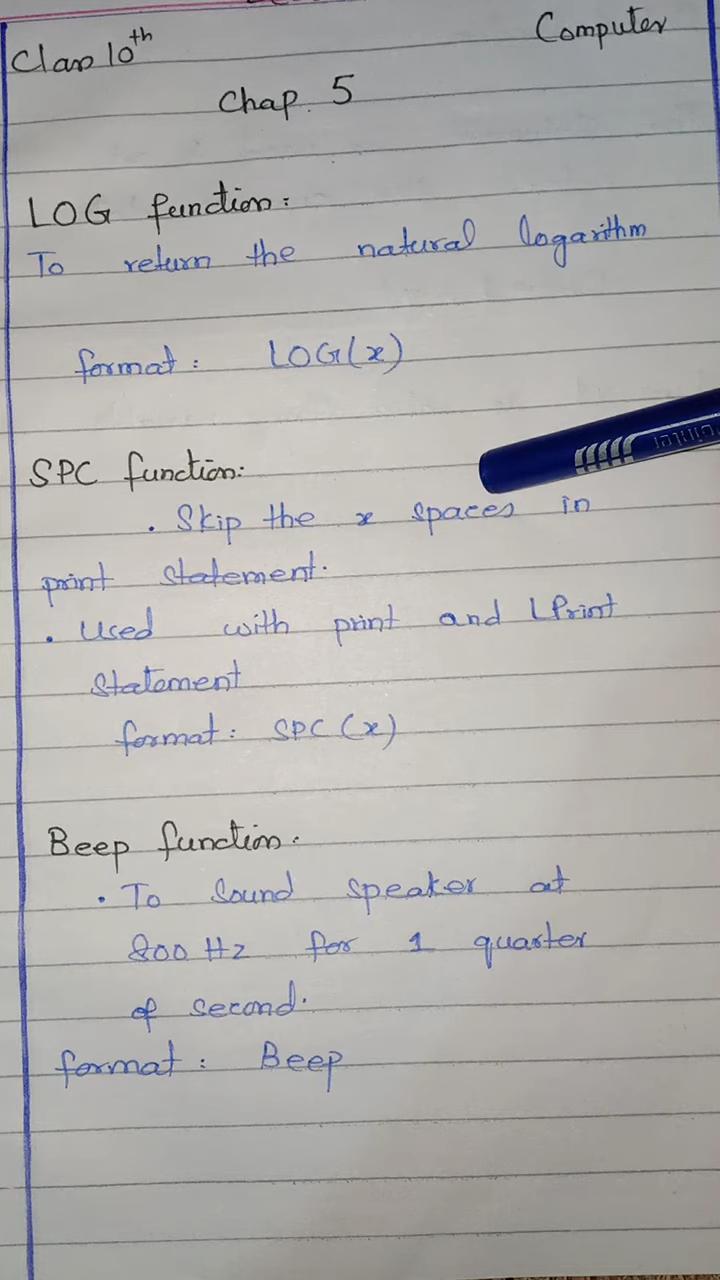 Class 10th
Computer
Chap. 5
LOG function:
To return the natural logarithm
format: LOG(x)
SPC function:
. Skip the x spaces in
print statement.
. Used with print and LPrint
statement
format: SPC (x)
Beep function.
. To sound speaker at
800 Hz for 1 quarter
of second.
format: Beep